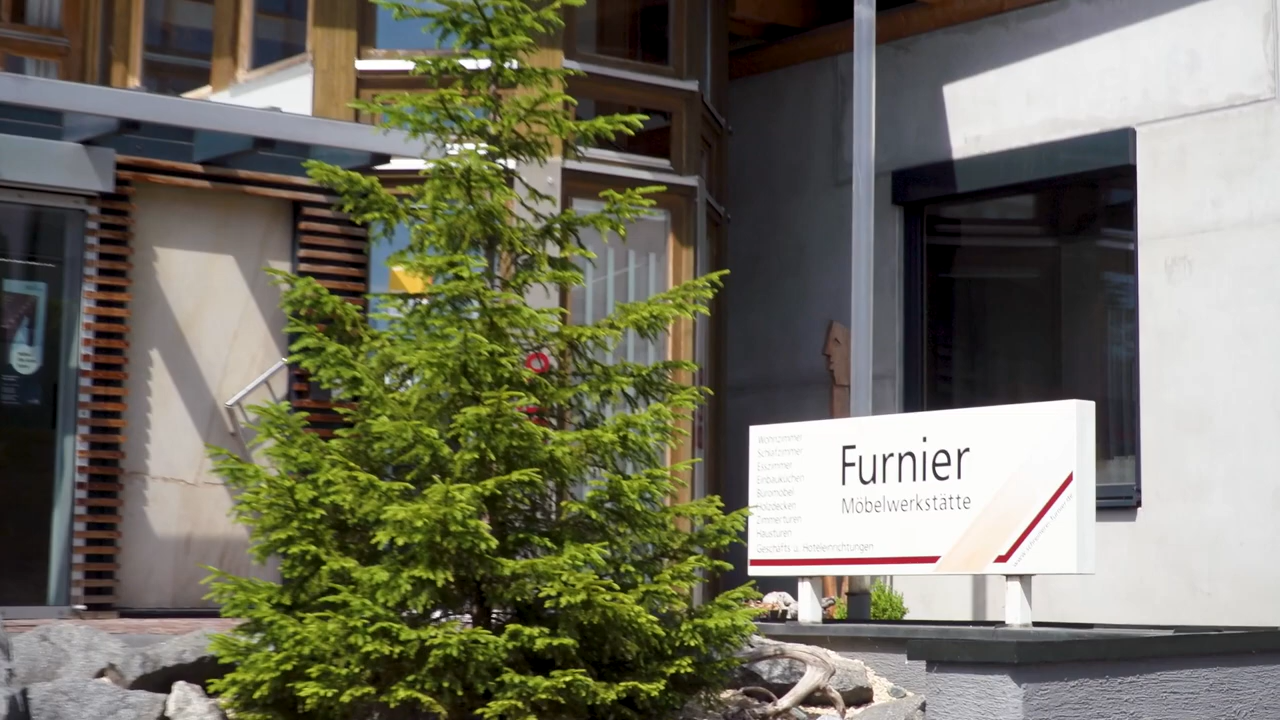 Wohnzimmer
Schlafzimmer
Esszimmer
Einbauküchen
Büromöbel
Holzdecken
Zimmertüren
Haustüren
Geschäfts u. Hoteleinrichtungen
Furnier
Möbelwerkstätte